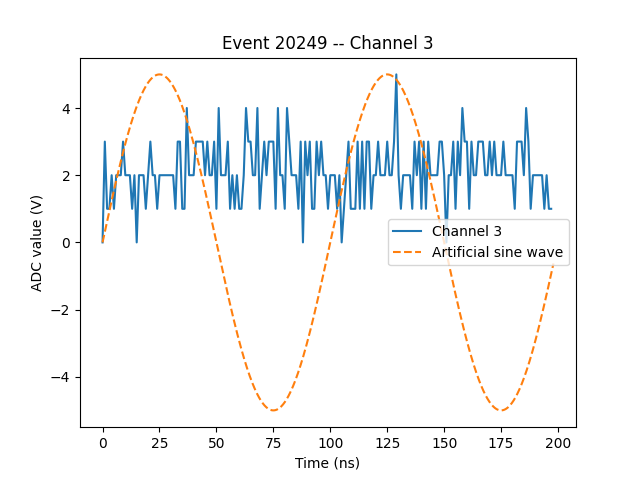 Event 20249 -- Channel 3
ADC value (V)
4
2
0
−2
−4
Channel 3
Artificial sine wave
0 25 50 75 100 125 150 175 200
Time (ns)